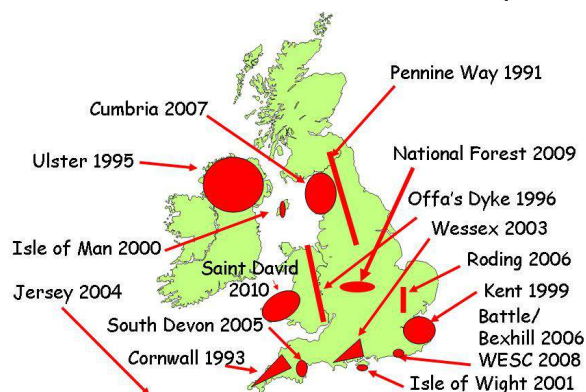 Pennine Way 1991
Cumbria 2007
National Forest 2009
Ulster 1995
Offa's Dyke 1996
Wessex 2003
Isle of Man 2000
Roding 2006
Saint David
2010
Jersey 2004
Kent 1999
Battle/
Bexhill 2006
South Devon 2005
WESC 2008
Cornwall 1993
Isle of Wight 2001